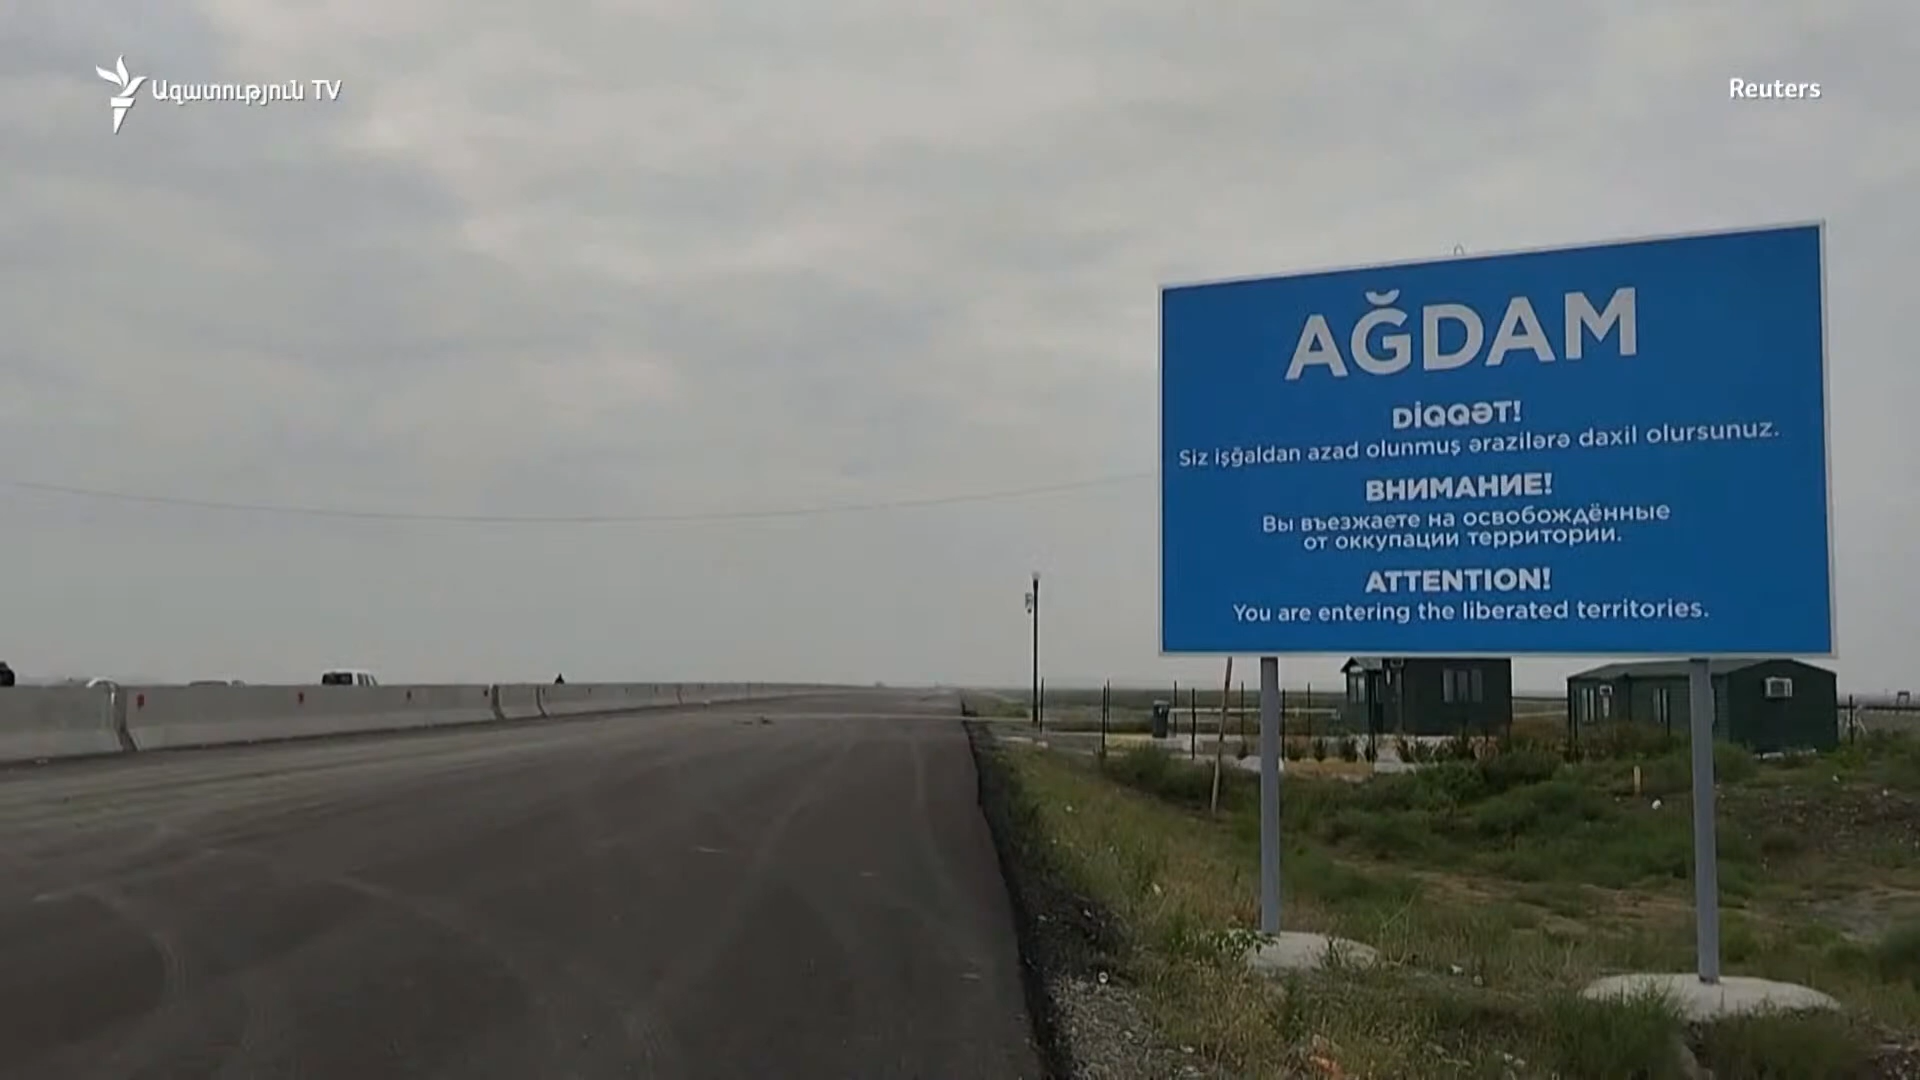 Ազատություն TV
Reuters
AĞDAM
DİQQƏT!
Siz işğaldan azad olunmuş ərazilərə daxil olursunuz.
ВНИМАНИЕ!
Вы въезжаете на освобождённые
от оккупации территории.
ATTENTION!
You are entering the liberated territories.